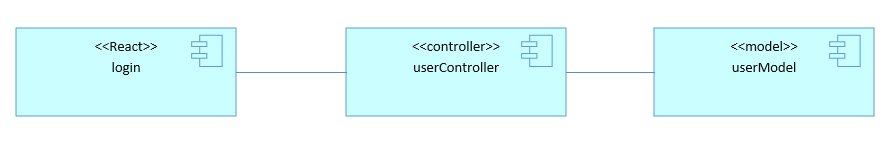 <<React>>
login
<<controller>>
userController
<<model>>
userModel